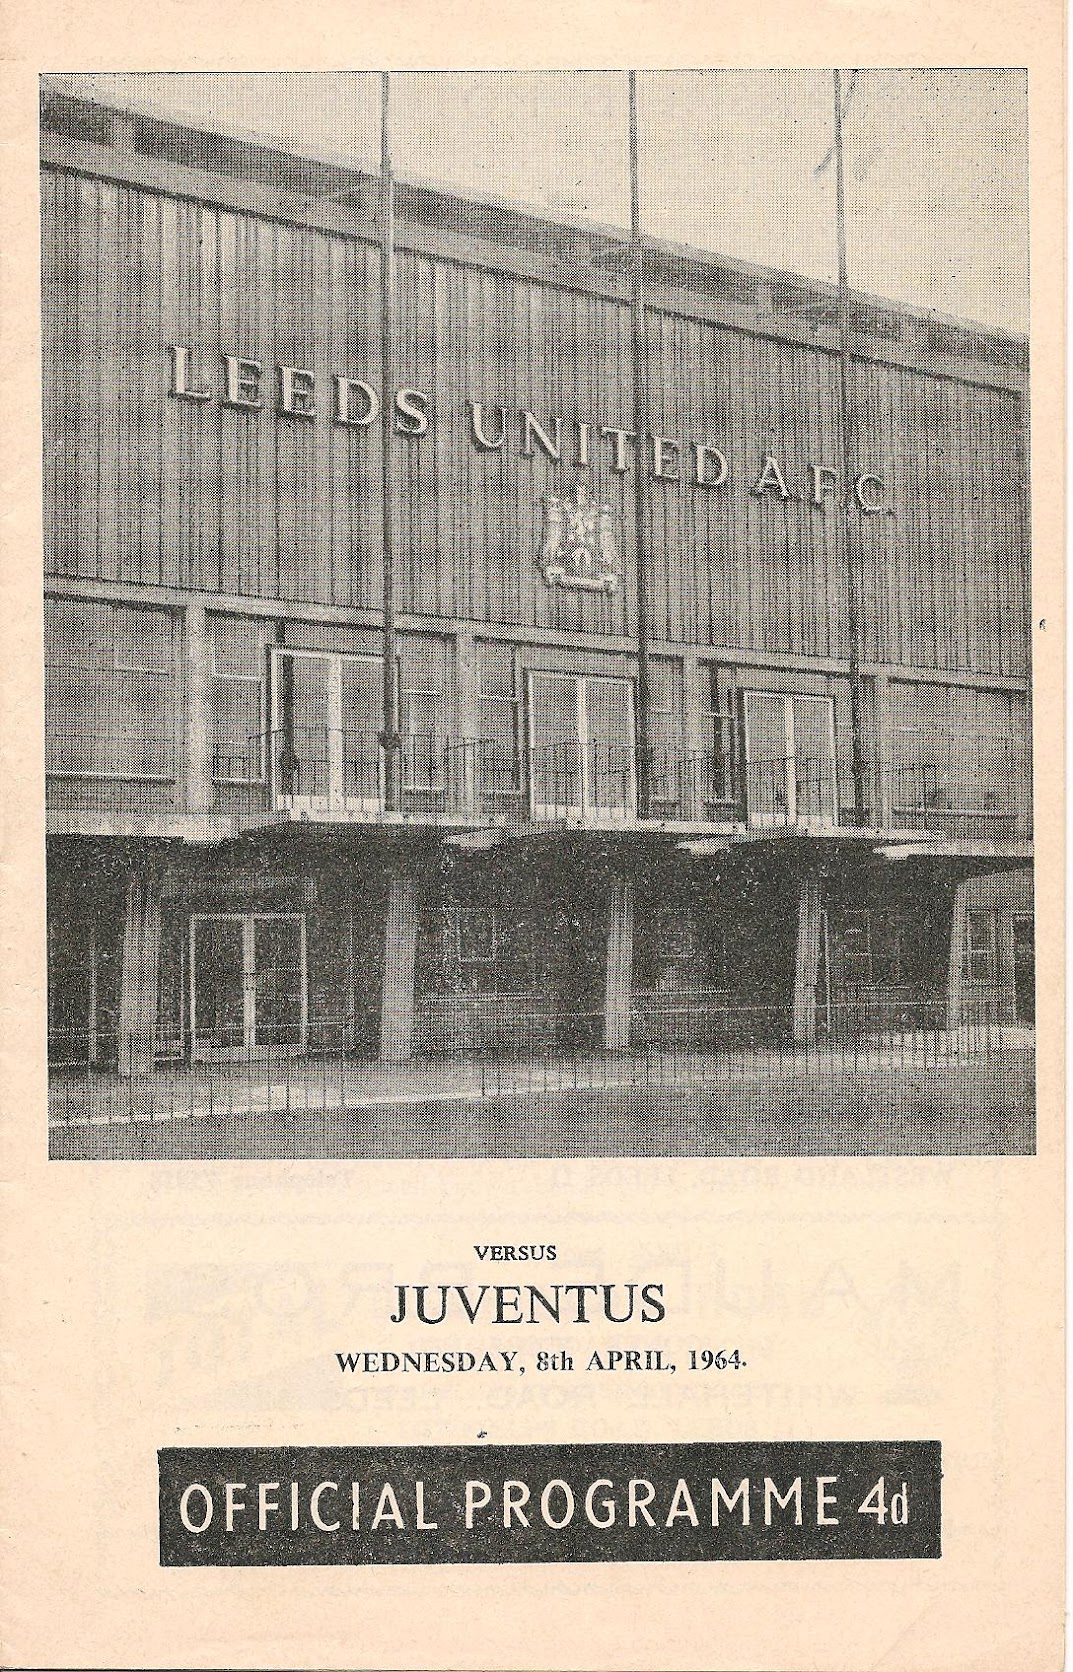 LEEDS UNITED A.F.C.
VERSUS
JUVENTUS
WEDNESDAY, 8th APRIL, 1964.
OFFICIAL PROGRAMME 4d